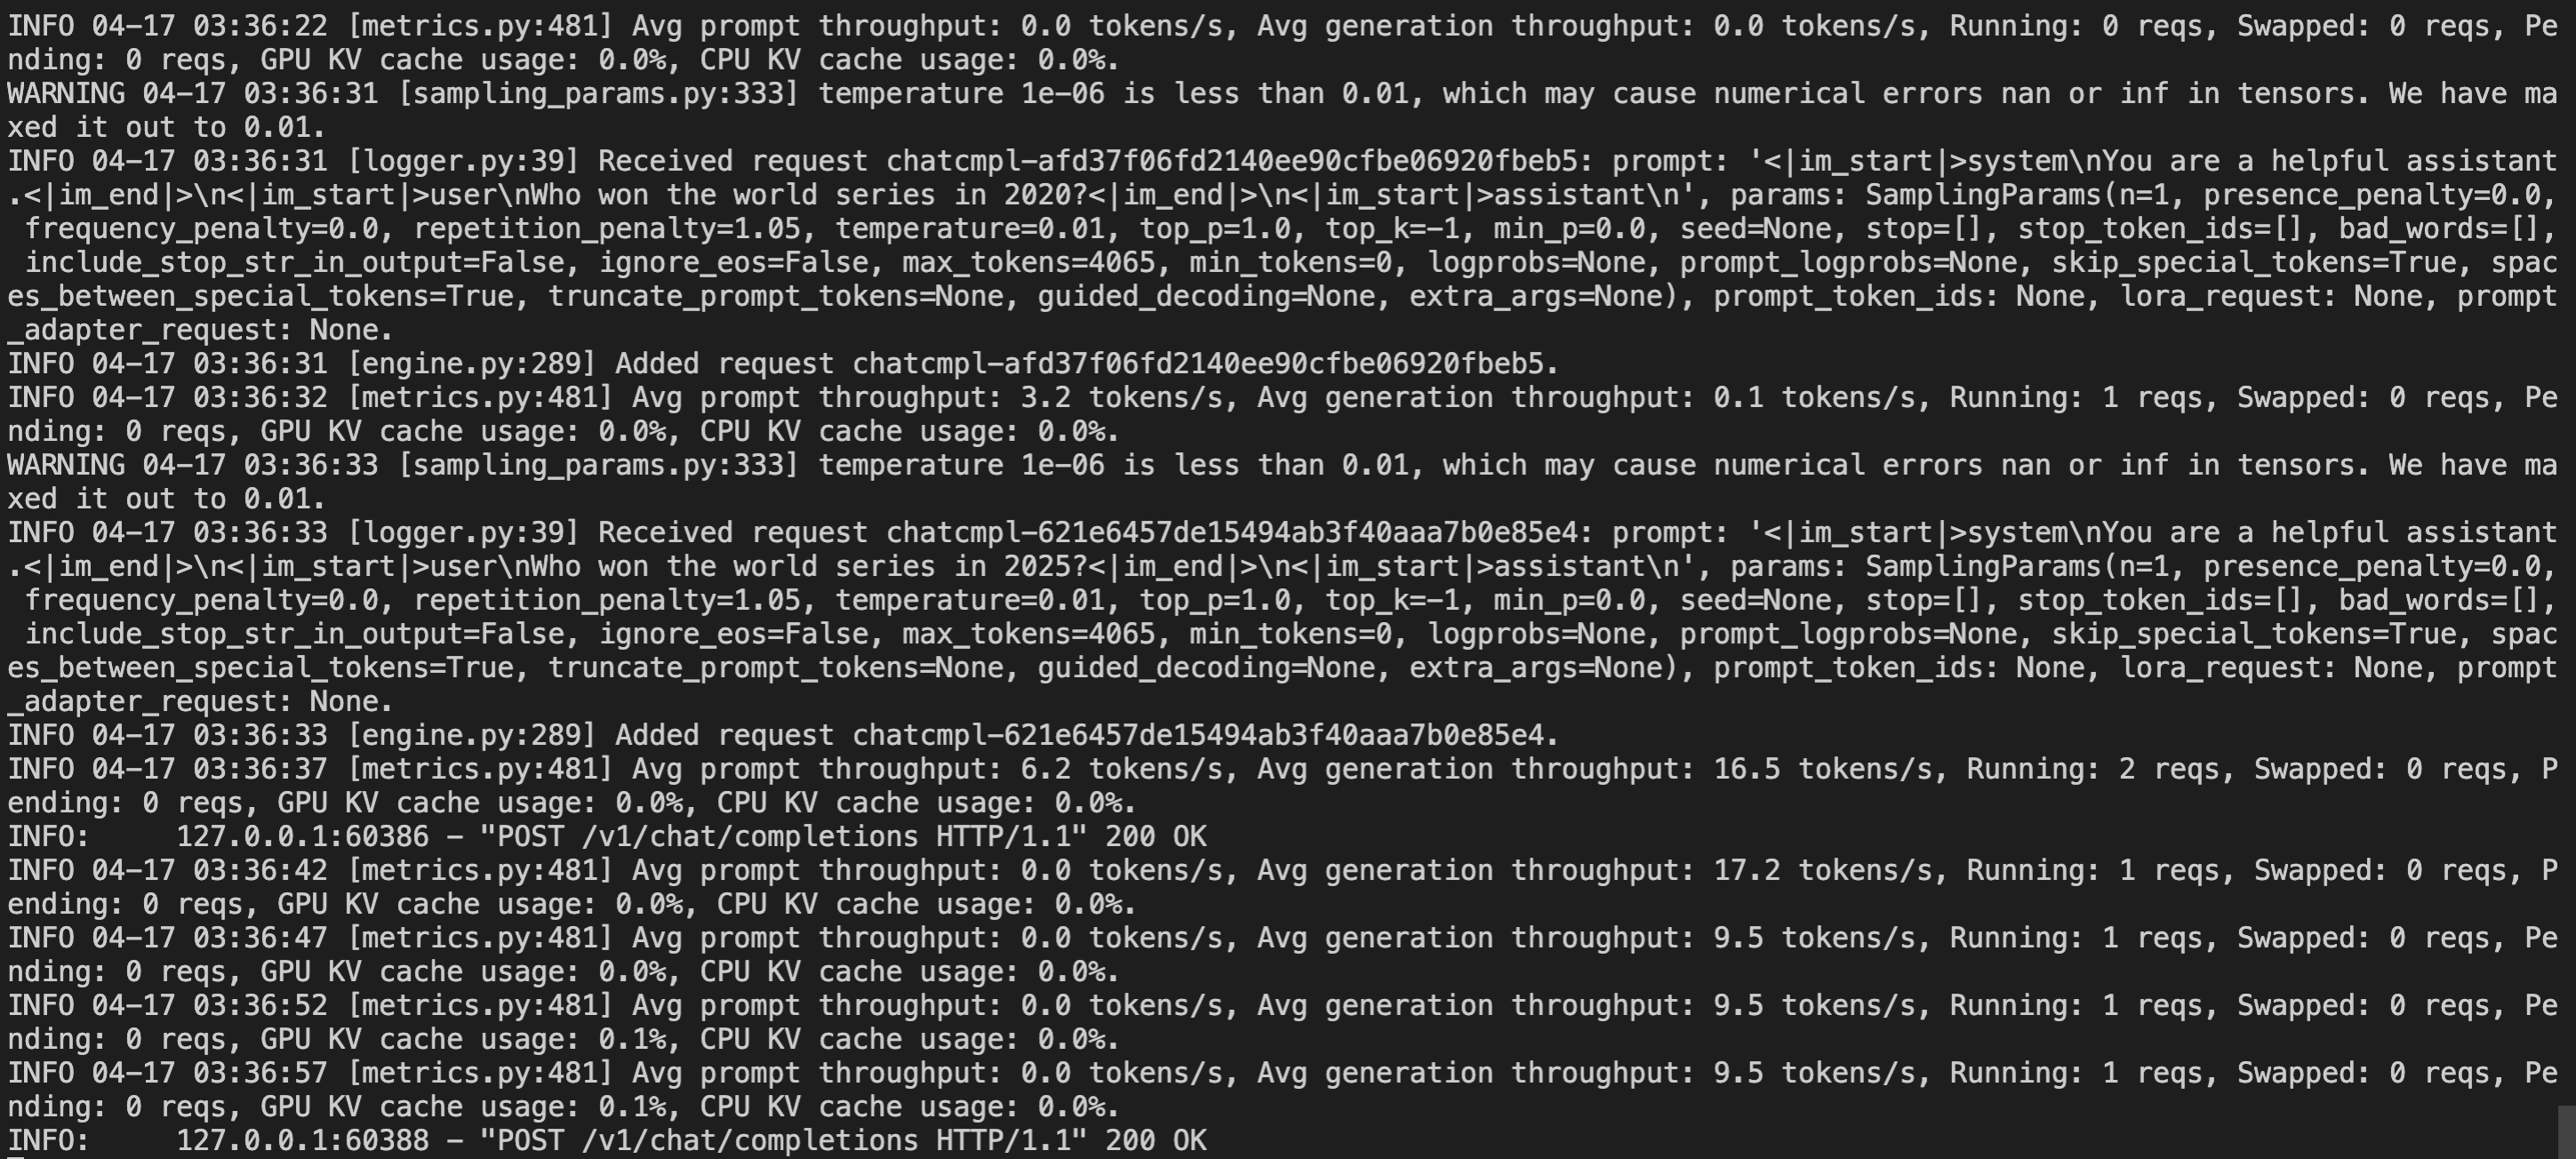 INFO 04-17 03:36:22 [metrics.py:481] Avg prompt throughput: 0.0 tokens/s, Avg generation throughput: 0.0 tokens/s, Running: 0 reqs, Swapped: 0 reqs, Pe
nding: 0 reqs, GPU KV cache usage: 0.0%, CPU KV cache usage: 0.0%.
WARNING 04-17 03:36:31 [sampling_params.py:333] temperature 1e-06 is less than 0.01, which may cause numerical errors nan or inf in tensors. We have ma
xed it out to 0.01.
INFO 04-17 03:36:31 [logger.py:39] Received request chatcmpl-afd37f06fd2140ee90cfbe06920fbeb5: prompt: '<|im_start|>system\nYou are a helpful assistant
.<|im_end|>\n<|im_start|>user\nWho won the world series in 2020?<|im_end|>\n<|im_start|>assistant\n', params: SamplingParams(n=1, presence_penalty=0.0,
 frequency_penalty=0.0, repetition_penalty=1.05, temperature=0.01, top_p=1.0, top_k=-1, min_p=0.0, seed=None, stop=[], stop_token_ids=[], bad_words=[],
 include_stop_str_in_output=False, ignore_eos=False, max_tokens=4065, min_tokens=0, logprobs=None, prompt_logprobs=None, skip_special_tokens=True, spac
es_between_special_tokens=True, truncate_prompt_tokens=None, guided_decoding=None, extra_args=None), prompt_token_ids: None, lora_request: None, prompt
_adapter_request: None.
INFO 04-17 03:36:31 [engine.py:289] Added request chatcmpl-afd37f06fd2140ee90cfbe06920fbeb5.
INFO 04-17 03:36:32 [metrics.py:481] Avg prompt throughput: 3.2 tokens/s, Avg generation throughput: 0.1 tokens/s, Running: 1 reqs, Swapped: 0 reqs, Pe
nding: 0 reqs, GPU KV cache usage: 0.0%, CPU KV cache usage: 0.0%.
WARNING 04-17 03:36:33 [sampling_params.py:333] temperature 1e-06 is less than 0.01, which may cause numerical errors nan or inf in tensors. We have ma
xed it out to 0.01.
INFO 04-17 03:36:33 [logger.py:39] Received request chatcmpl-621e6457de15494ab3f40aaa7b0e85e4: prompt: '<|im_start|>system\nYou are a helpful assistant
.<|im_end|>\n<|im_start|>user\nWho won the world series in 2025?<|im_end|>\n<|im_start|>assistant\n', params: SamplingParams(n=1, presence_penalty=0.0,
 frequency_penalty=0.0, repetition_penalty=1.05, temperature=0.01, top_p=1.0, top_k=-1, min_p=0.0, seed=None, stop=[], stop_token_ids=[], bad_words=[],
 include_stop_str_in_output=False, ignore_eos=False, max_tokens=4065, min_tokens=0, logprobs=None, prompt_logprobs=None, skip_special_tokens=True, spac
es_between_special_tokens=True, truncate_prompt_tokens=None, guided_decoding=None, extra_args=None), prompt_token_ids: None, lora_request: None, prompt
_adapter_request: None.
INFO 04-17 03:36:33 [engine.py:289] Added request chatcmpl-621e6457de15494ab3f40aaa7b0e85e4.
INFO 04-17 03:36:37 [metrics.py:481] Avg prompt throughput: 6.2 tokens/s, Avg generation throughput: 16.5 tokens/s, Running: 2 reqs, Swapped: 0 reqs, P
ending: 0 reqs, GPU KV cache usage: 0.0%, CPU KV cache usage: 0.0%.
INFO:     127.0.0.1:60386 - "POST /v1/chat/completions HTTP/1.1" 200 OK
INFO 04-17 03:36:42 [metrics.py:481] Avg prompt throughput: 0.0 tokens/s, Avg generation throughput: 17.2 tokens/s, Running: 1 reqs, Swapped: 0 reqs, P
ending: 0 reqs, GPU KV cache usage: 0.0%, CPU KV cache usage: 0.0%.
INFO 04-17 03:36:47 [metrics.py:481] Avg prompt throughput: 0.0 tokens/s, Avg generation throughput: 9.5 tokens/s, Running: 1 reqs, Swapped: 0 reqs, Pe
nding: 0 reqs, GPU KV cache usage: 0.0%, CPU KV cache usage: 0.0%.
INFO 04-17 03:36:52 [metrics.py:481] Avg prompt throughput: 0.0 tokens/s, Avg generation throughput: 9.5 tokens/s, Running: 1 reqs, Swapped: 0 reqs, Pe
nding: 0 reqs, GPU KV cache usage: 0.1%, CPU KV cache usage: 0.0%.
INFO 04-17 03:36:57 [metrics.py:481] Avg prompt throughput: 0.0 tokens/s, Avg generation throughput: 9.5 tokens/s, Running: 1 reqs, Swapped: 0 reqs, Pe
nding: 0 reqs, GPU KV cache usage: 0.1%, CPU KV cache usage: 0.0%.
INFO:     127.0.0.1:60388 - "POST /v1/chat/completions HTTP/1.1" 200 OK